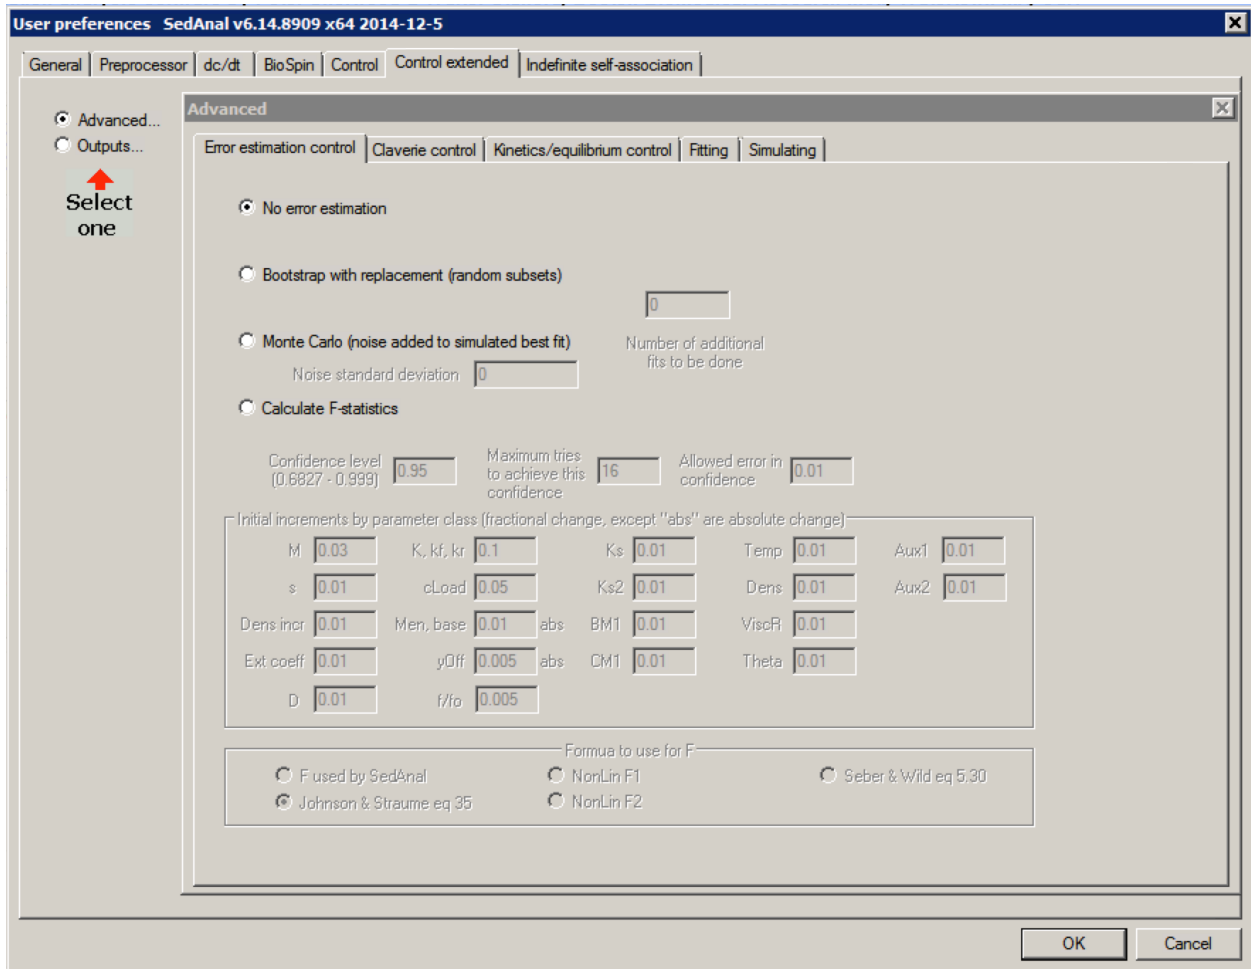 User preferences   SedAnal v6.14.8909 x64 2014-12-5
General Preprocessor dc/dt BioSpin Control Control extended Indefinite self-association
Advanced...
Outputs...
Select
one
Advanced
Error estimation control Claverie control Kinetics/equilibrium control Fitting Simulating
No error estimation
Bootstrap with replacement (random subsets)
0
Monte Carlo (noise added to simulated best fit)
Number of additional
fits to be done
Noise standard deviation 0
Calculate F-statistics
Confidence level
(0.6827 - 0.999)
0.95
Maximum tries
to achieve this
confidence
16
Allowed error in
confidence
0.01
Initial increments by parameter class (fractional change, except "abs" are absolute change)
M 0.03 K, kf, kr 0.1 Ks 0.01 Temp 0.01 Aux1 0.01
s 0.01 cLoad 0.05 Ks2 0.01 Dens 0.01 Aux2 0.01
Dens incr 0.01 Men, base 0.01 abs BM1 0.01 ViscR 0.01
Ext coeff 0.01 yOff 0.005 abs CM1 0.01 Theta 0.01
D 0.01 f/fo 0.005
Formua to use for F
F used by SedAnal NonLin F1 Seber & Wild eq 5.30
Johnson & Straume eq 35 NonLin F2
OK Cancel